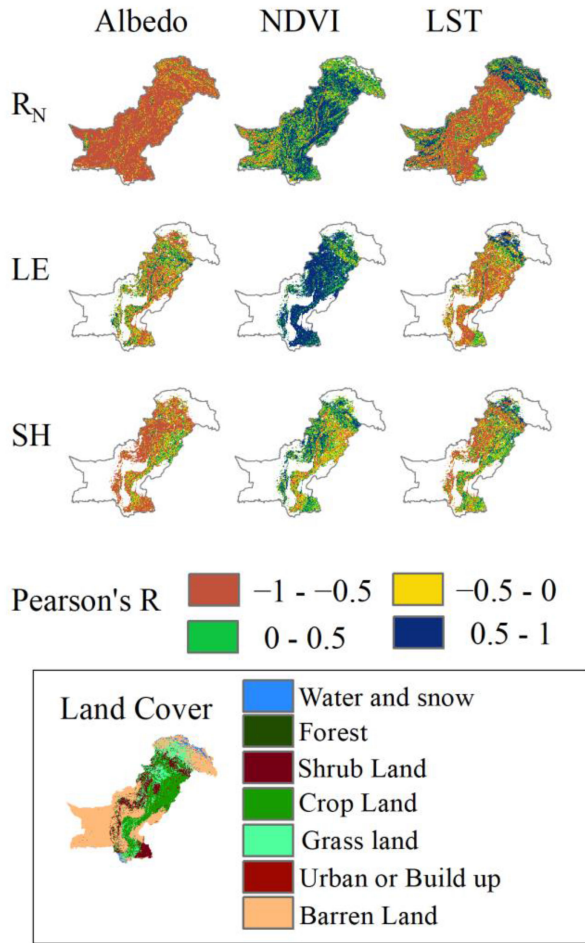 Albedo NDVI LST
R_N
LE
SH
Pearson's R −1 - −0.5 −0.5 - 0
0 - 0.5 0.5 - 1
Land Cover
Water and snow
Forest
Shrub Land
Crop Land
Grass land
Urban or Build up
Barren Land